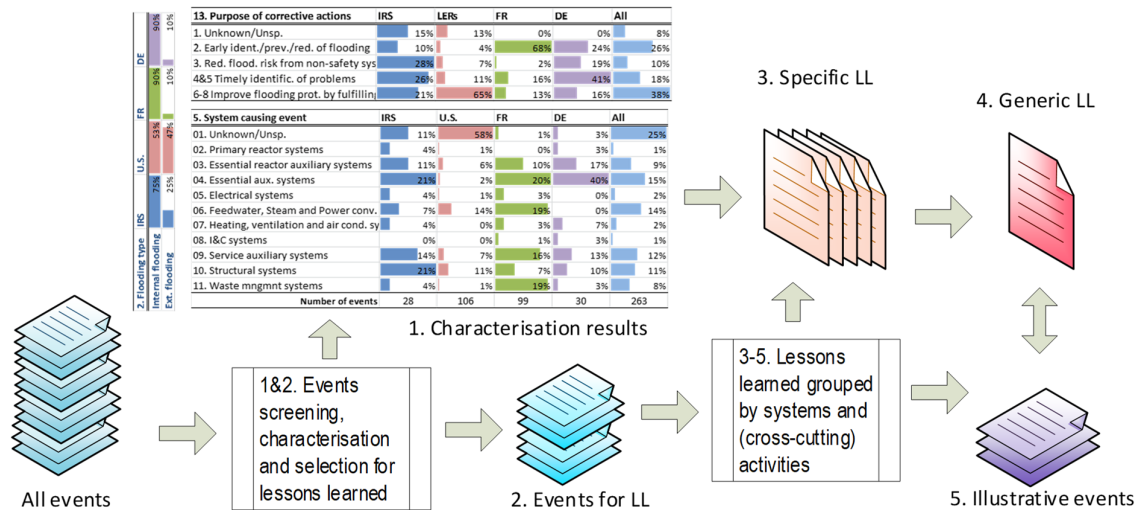 13. Purpose of corrective actions IRS LERs FR DE All
1. Unknown/Unsp. 15% 13% 0% 0% 8%
2. Early ident./prev./red. of flooding 10% 4% 68% 24% 26%
3. Red. flood. risk from non-safety sys 28% 7% 2% 19% 10%
4&5 Timely identific. of problems 26% 11% 16% 41% 18%
6-8 Improve flooding prot. by fulfilling 21% 65% 13% 16% 38%
5. System causing event IRS U.S. FR DE All
01. Unknown/Unsp. 11% 58% 1% 3% 25%
02. Primary reactor systems 4% 1% 0% 3% 1%
03. Essential reactor auxiliary systems 11% 6% 10% 17% 9%
04. Essential aux. systems 21% 2% 20% 40% 15%
05. Electrical systems 4% 1% 3% 0% 2%
06. Feedwater, Steam and Power conv. 7% 14% 19% 0% 14%
07. Heating, ventilation and air cond. sy 4% 0% 3% 7% 2%
08. I&C systems 0% 0% 1% 3% 1%
09. Service auxiliary systems 14% 7% 16% 13% 12%
10. Structural systems 21% 11% 7% 10% 11%
11. Waste mngmnt systems 4% 1% 19% 3% 8%
Number of events 28 106 99 30 263
2. Flooding type IRS U.S. FR DE
Internal flooding 75% 53% 90% 90%
Ext. flooding 25% 47% 10% 10%
1. Characterisation results
3. Specific LL
4. Generic LL
All events
1&2. Events
screening,
characterisation
and selection for
lessons learned
2. Events for LL
3-5. Lessons
learned grouped
by systems and
(cross-cutting)
activities
5. Illustrative events